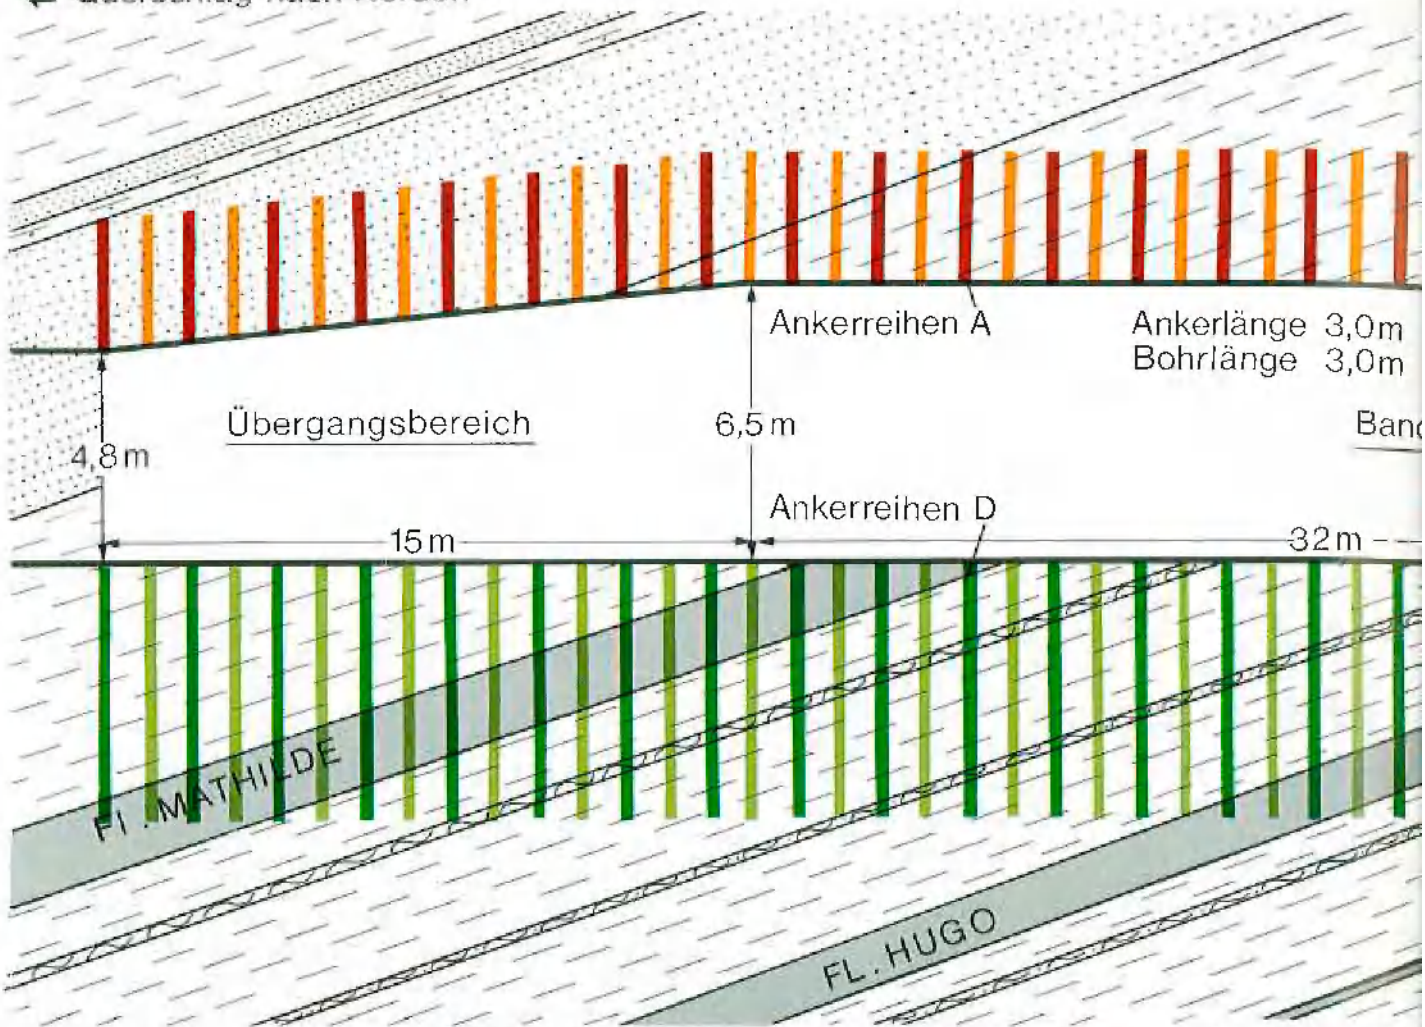 Ankerreihen A
Ankerlänge 3,0m
Bohrlänge 3,0m
Übergangsbereich
6,5m
4,8m
Ankerreihen D
15m
32m
FL. MATHILDE
FL. HUGO